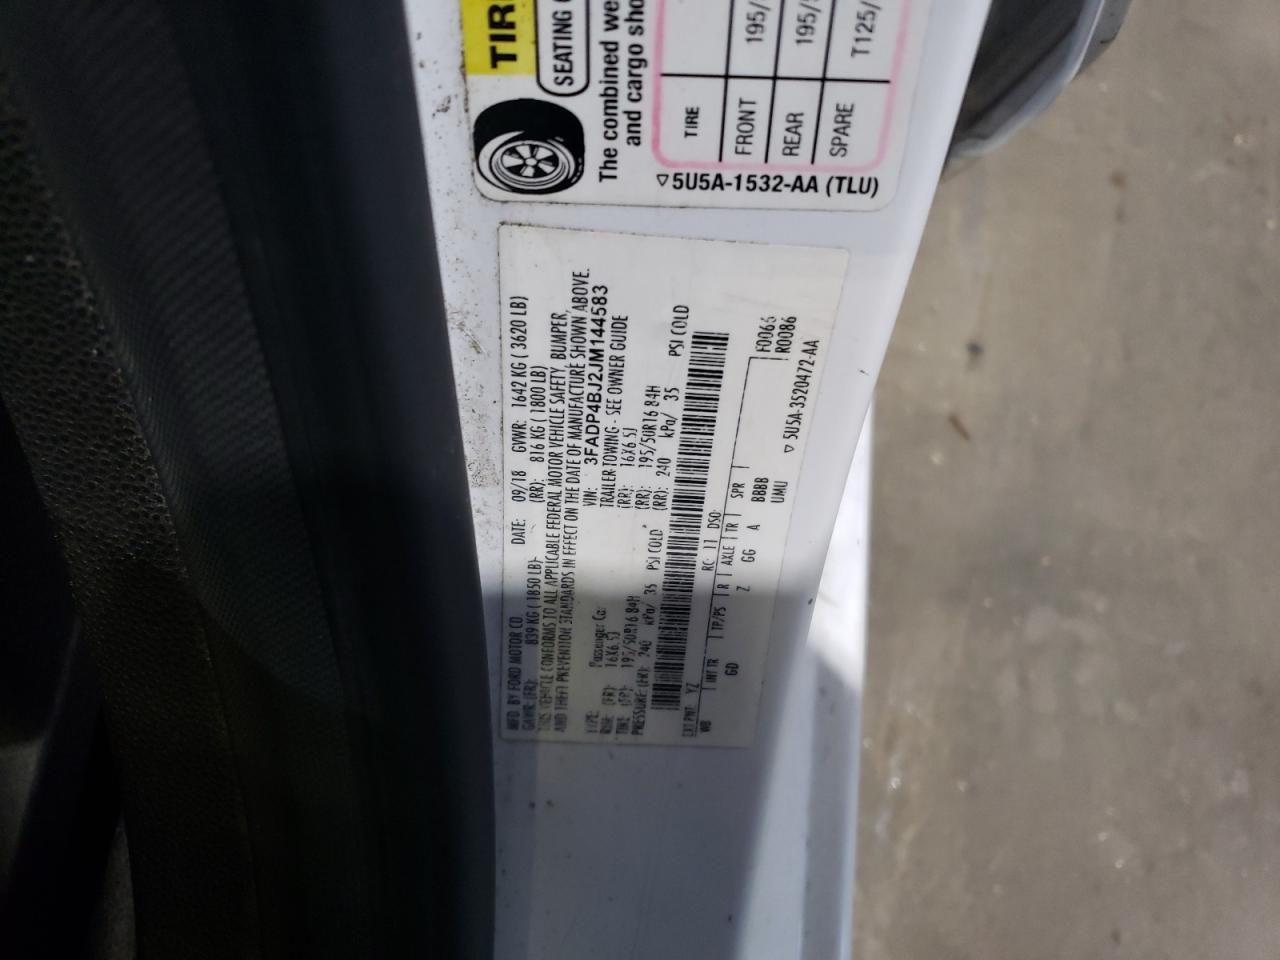 TIRE
SEATING
The combined we
and cargo sho
TIRE
FRONT 195/
REAR 195/
SPARE T125/
▽5U5A-1532-AA (TLU)
MFD. BY FORD MOTOR CO. DATE: 09/18 GVWR: 1642 KG ( 3620 LB)
GAWR: (FR): 839 KG ( 1850 LB) (RR): 816 KG ( 1800 LB)
THIS VEHICLE CONFORMS TO ALL APPLICABLE FEDERAL MOTOR VEHICLE SAFETY, BUMPER,
AND THEFT PREVENTION STANDARDS IN EFFECT ON THE DATE OF MANUFACTURE SHOWN ABOVE.
VIN: 3FADP4BJ2JM144583
TYPE: Passenger Car TRAILER TOWING - SEE OWNER GUIDE
RIM: (FR): 16X6.5J (RR): 16X6.5J
TIRE: (FR): 195/50R16 84H (RR): 195/50R16 84H
PRESSURE: (FR): 240 kPa/ 35 PSI COLD (RR): 240 kPa/ 35 PSI COLD
EXT PNT: YZ RC: 11 DSO: F0066
WB INT TR TP/PS R AXLE TR SPR R0086
GD Z GG A BBBB
UMU
▽ 5U5A-3520472-AA